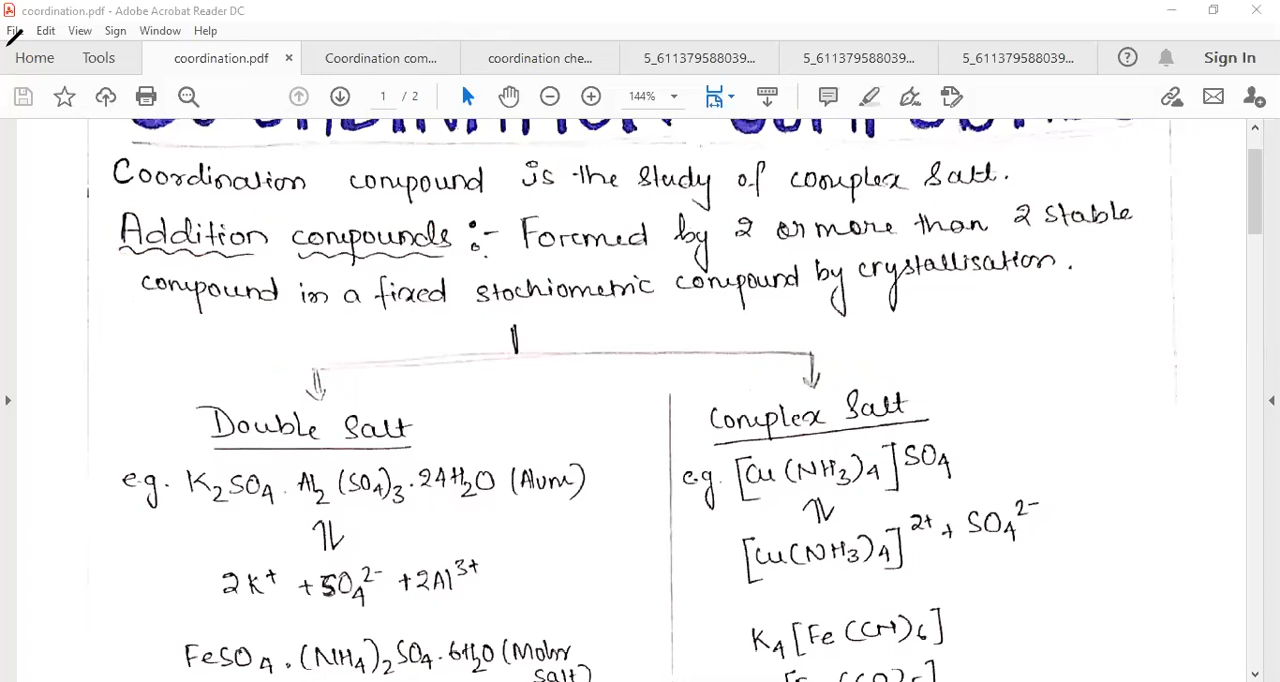 coordination.pdf - Adobe Acrobat Reader DC
File Edit View Sign Window Help
Home Tools coordination.pdf × Coordination com... coordination che... 5_611379588039... 5_611379588039... 5_611379588039... Sign In
1 / 2 144%
Coordination compound is the study of complex salt.
Addition compounds :- Formed by 2 or more than 2 stable
compound in a fixed stochiometric compound by crystallisation.
Double Salt
Complex Salt
e.g. K2SO4 . Al2 (SO4)3 . 24H2O (Alum)
e.g. [Cu(NH3)4]SO4
⇌
⇌
2K+ + SO4 2- + 2Al3+
[Cu(NH3)4]2+ + SO4 2-
FeSO4 . (NH4)2SO4 . 6H2O (Mohr
salt)
K4 [Fe (CN)6]